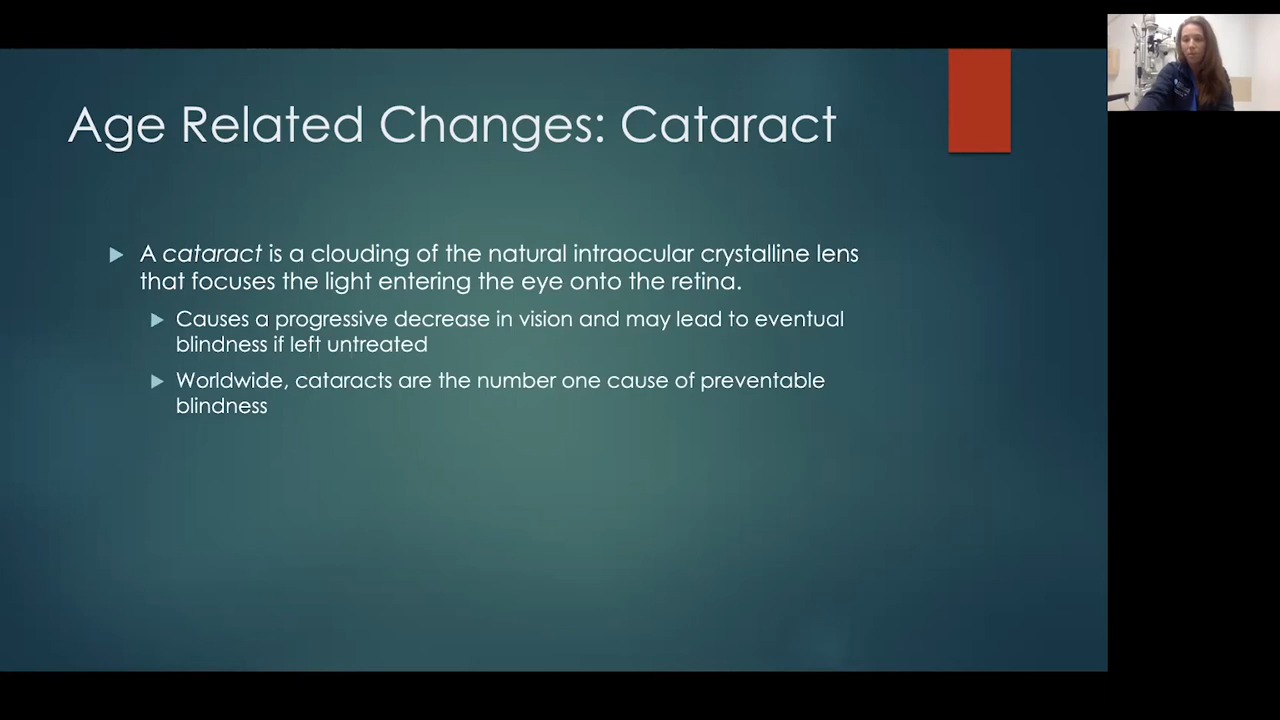 Age Related Changes: Cataract
A cataract is a clouding of the natural intraocular crystalline lens
that focuses the light entering the eye onto the retina.
Causes a progressive decrease in vision and may lead to eventual
blindness if left untreated
Worldwide, cataracts are the number one cause of preventable
blindness